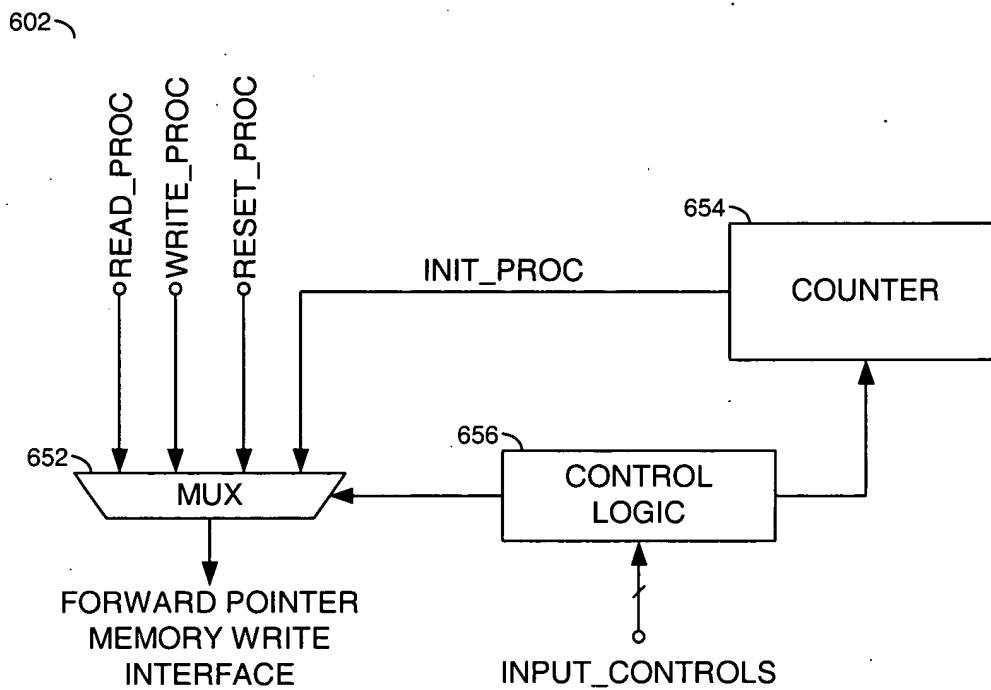 602
READ_PROC
WRITE_PROC
RESET_PROC
654
INIT_PROC
COUNTER
652
656
MUX
CONTROL
LOGIC
FORWARD POINTER
MEMORY WRITE
INTERFACE
INPUT_CONTROLS